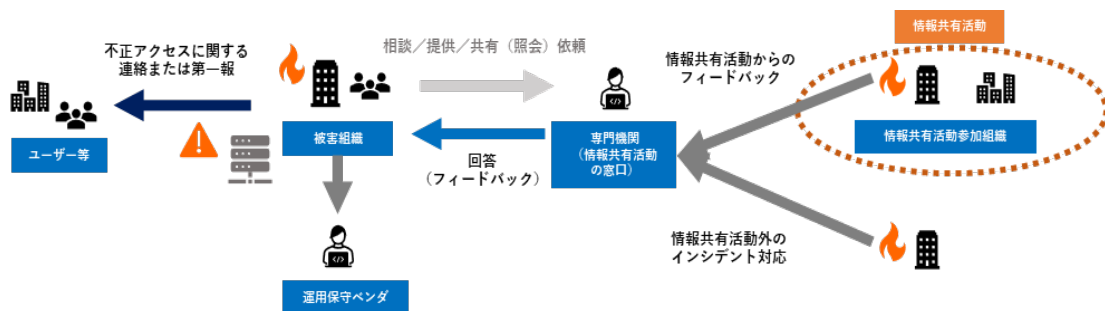 情報共有活動
不正アクセスに関する
連絡または第一報
相談／提供／共有（照会）依頼
情報共有活動からの
フィードバック
ユーザー等
被害組織
回答
（フィードバック）
専門機関
（情報共有活動
の窓口）
情報共有活動参加組織
情報共有活動外の
インシデント対応
運用保守ベンダ